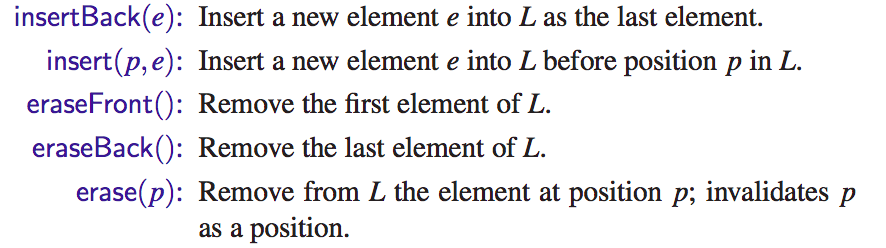 insertBack(e): Insert a new element e into L as the last element.
insert(p,e): Insert a new element e into L before position p in L.
eraseFront(): Remove the first element of L.
eraseBack(): Remove the last element of L.
erase(p): Remove from L the element at position p; invalidates p
as a position.